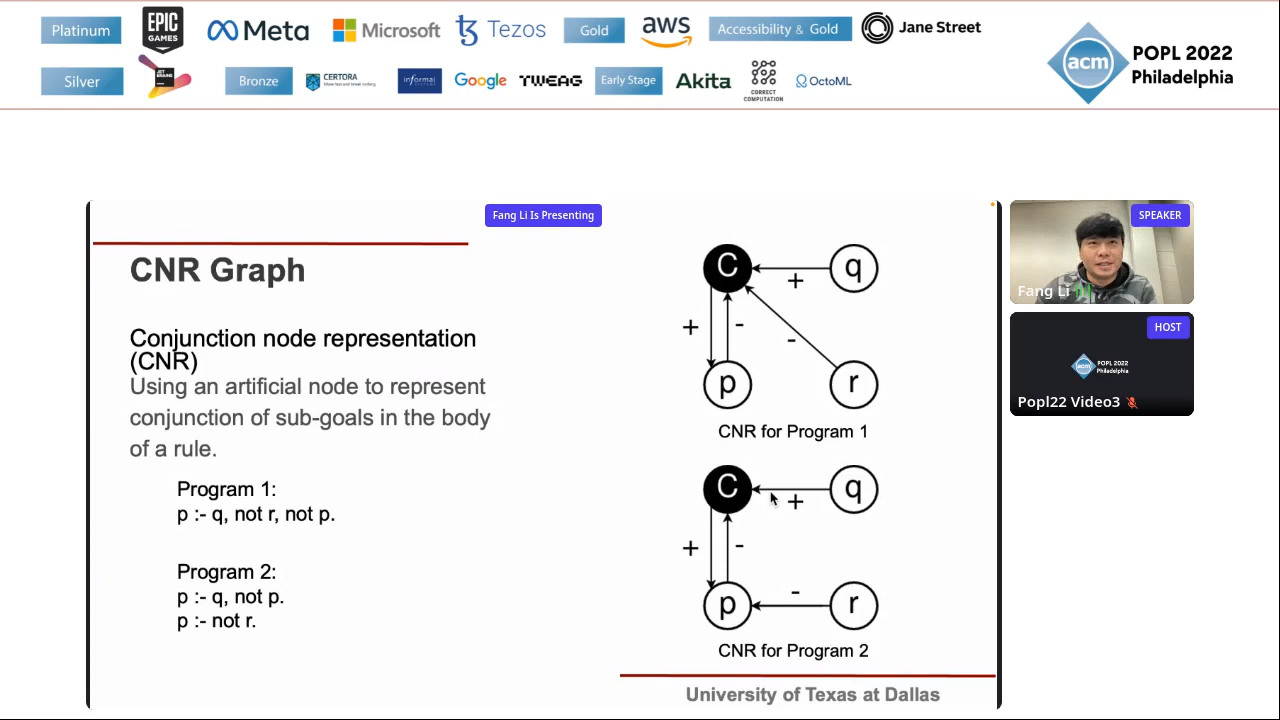 Platinum
EPIC GAMES
Meta
Microsoft
Tezos
Gold
aws
Accessibility & Gold
Jane Street
Silver
JET BRAINS
Bronze
CERTORA
informal
Google
TWEAG
Early Stage
Akita
CORRECT COMPUTATION
OctoML
acm
POPL 2022
Philadelphia
Fang Li Is Presenting
CNR Graph
Conjunction node representation
(CNR)
Using an artificial node to represent
conjunction of sub-goals in the body
of a rule.
Program 1:
p :- q, not r, not p.
Program 2:
p :- q, not p.
p :- not r.
C
q
+
+
-
-
p
r
CNR for Program 1
C
q
+
+
-
-
p
r
CNR for Program 2
University of Texas at Dallas
SPEAKER
Fang Li
HOST
POPL 2022
Philadelphia
Popl22 Video3